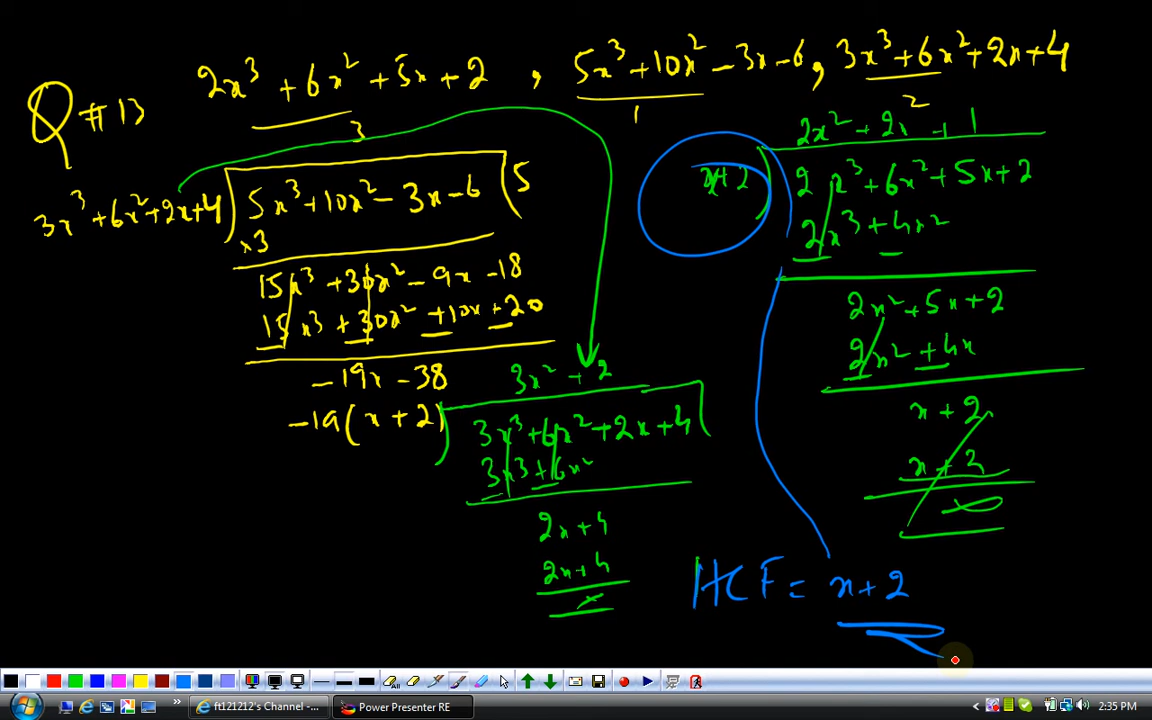 Q #13
2x³ + 6x² + 5x + 2 , 5x³ + 10x² - 3x - 6, 3x³ + 6x² + 2x + 4
3
1
3x³ + 6x² + 2x + 4) 5x³ + 10x² - 3x - 6 (5
×3
15x³ + 30x² - 9x - 18
15x³ + 30x² + 10x + 20
-19x - 38
-19(x + 2)
3x² + 2
3x³ + 6x² + 2x + 4
3x³ + 6x²
2x + 4
2x + 4
×
2x² + 2x² + 1
x + 2) 2x³ + 6x² + 5x + 2
2x³ + 4x²
2x² + 5x + 2
2x² + 4x
x + 2
x + 2
×
HCF = x + 2
ft121212's Channel -...
Power Presenter RE
2:35 PM